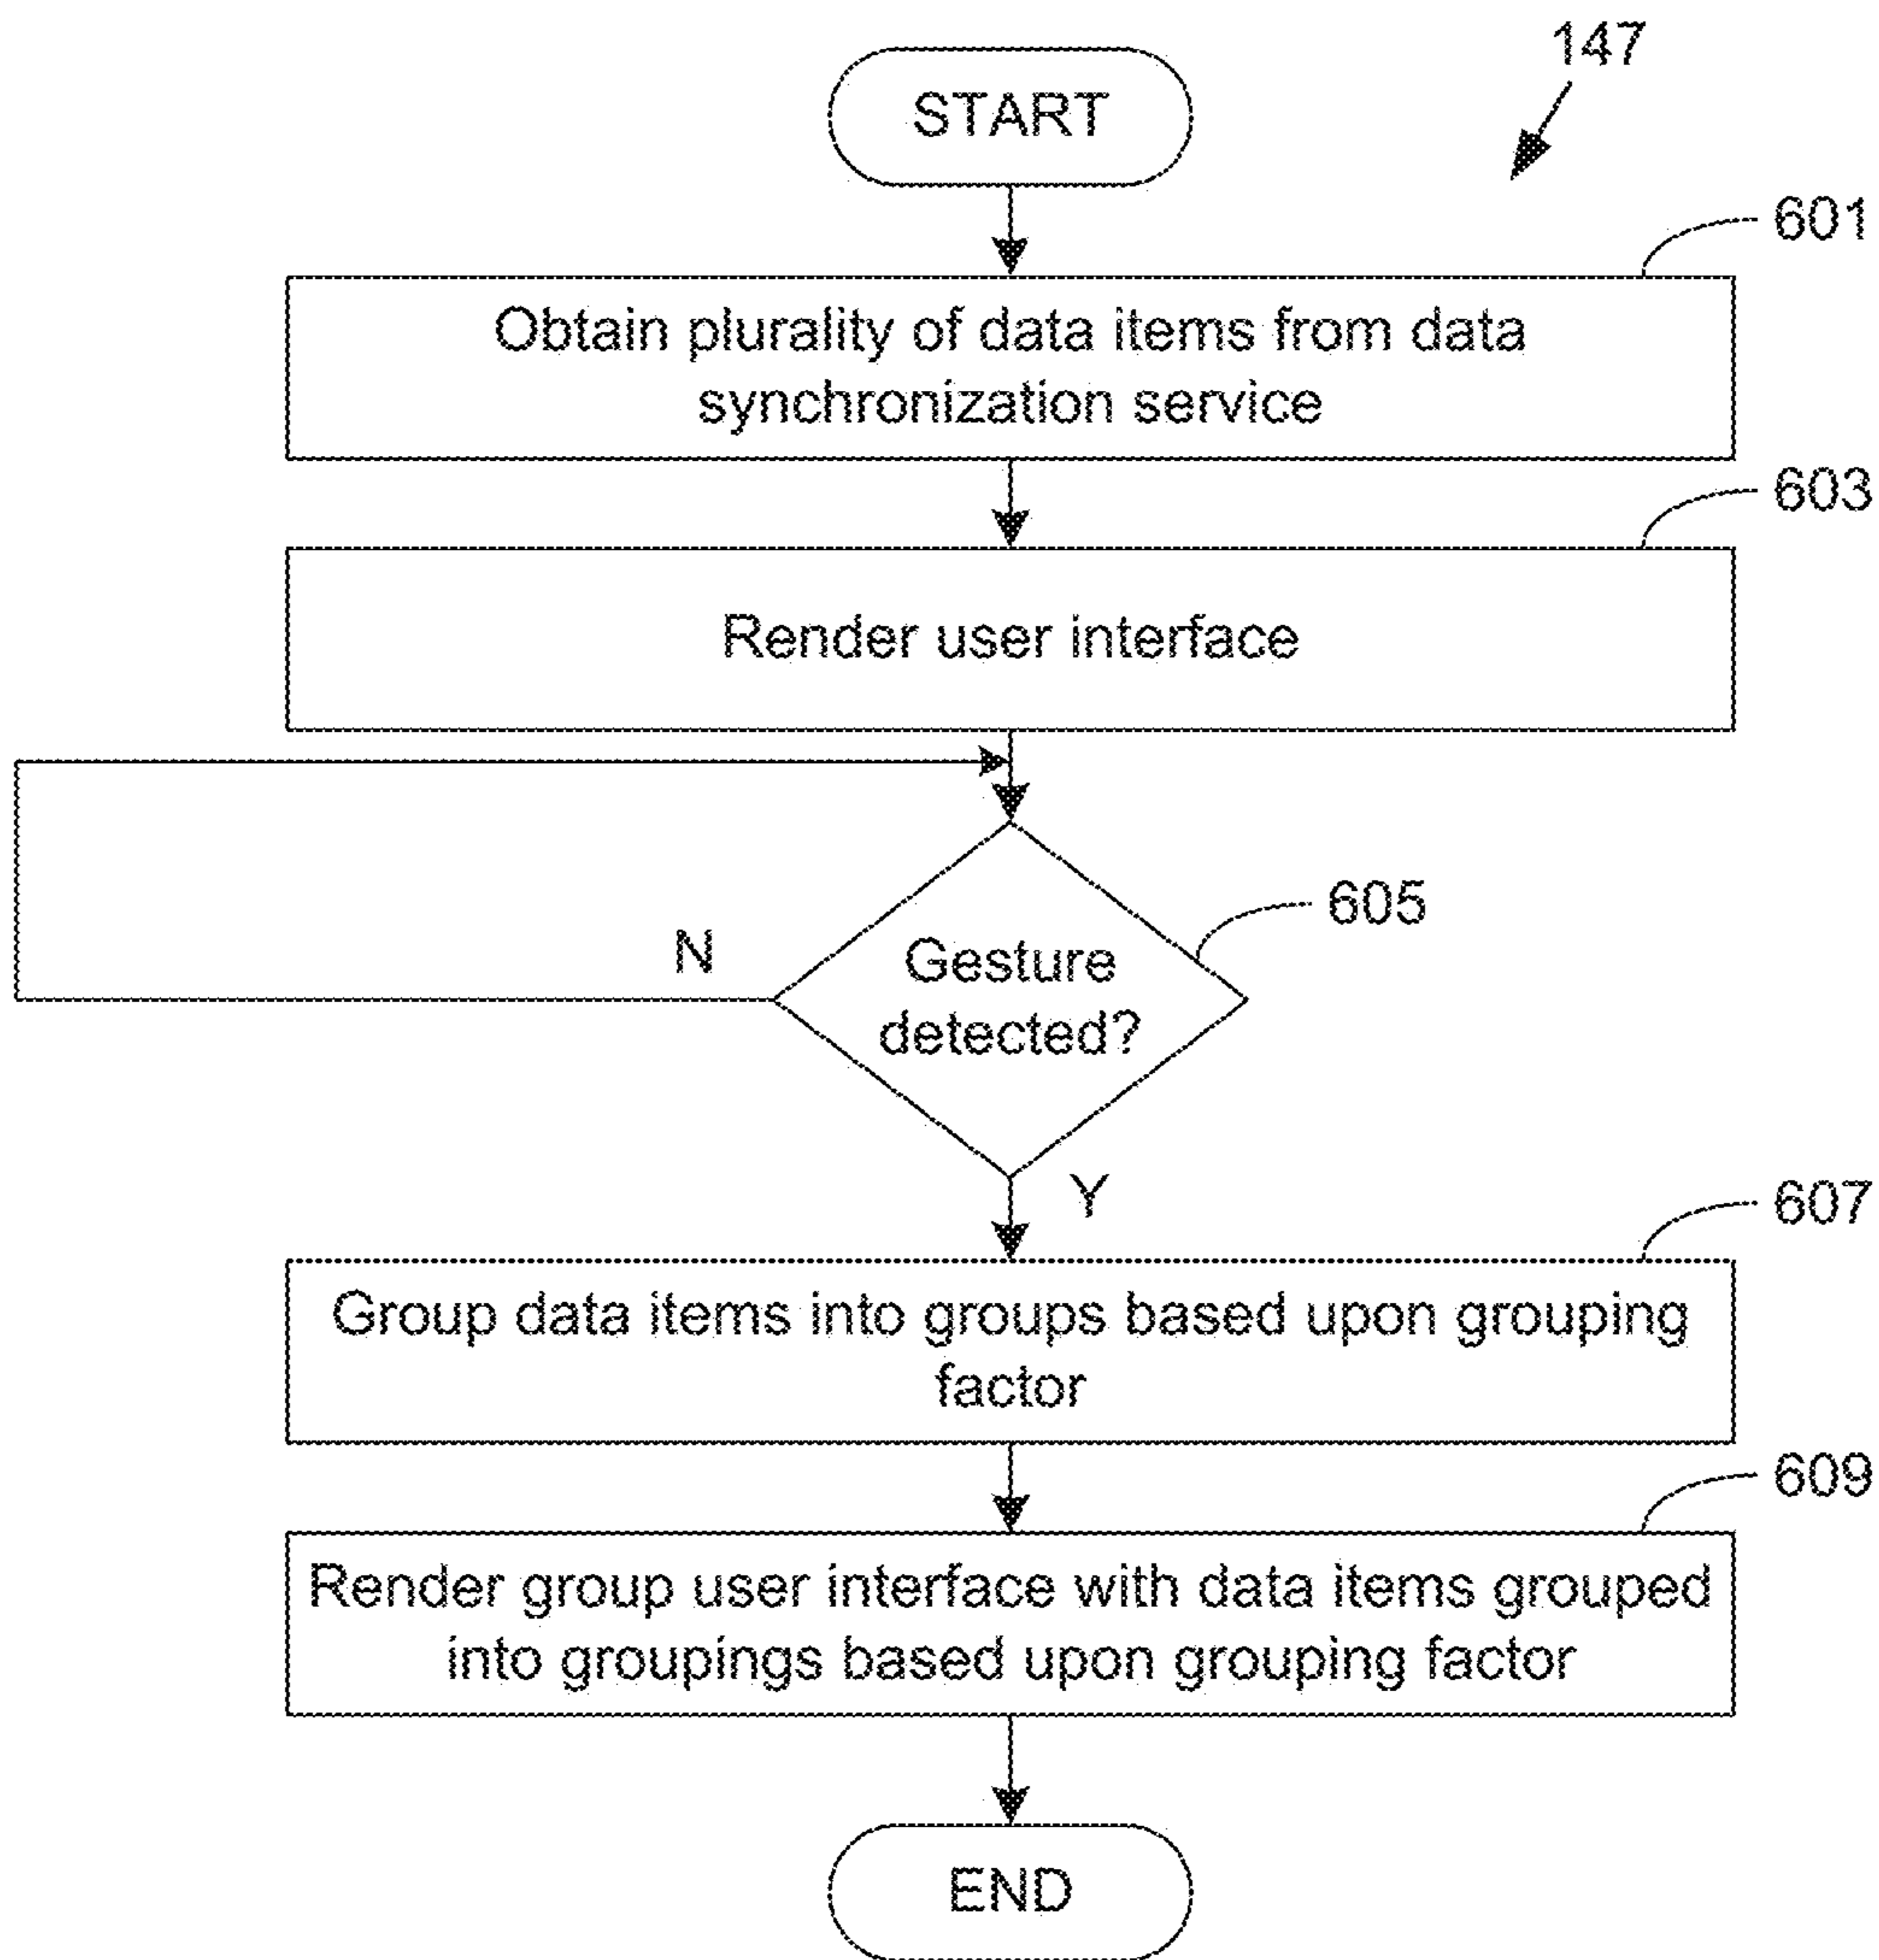 147
START
601
Obtain plurality of data items from data
synchronization service
603
Render user interface
605
N
Gesture
detected?
Y
607
Group data items into groups based upon grouping
factor
609
Render group user interface with data items grouped
into groupings based upon grouping factor
END